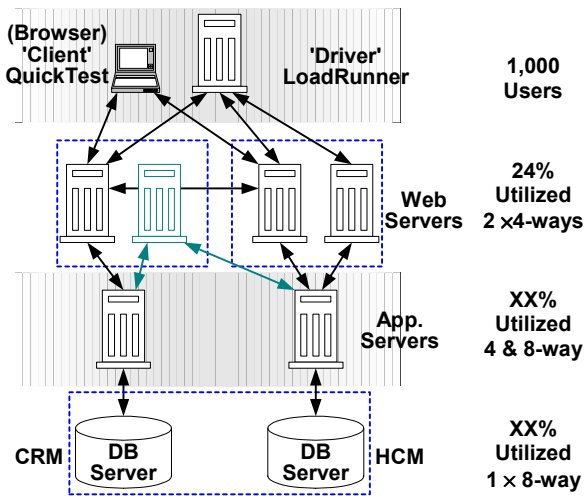 (Browser)
'Client'
QuickTest
'Driver'
LoadRunner
1,000
Users
Web
Servers
24%
Utilized
2 ×4-ways
App.
Servers
XX%
Utilized
4 & 8-way
CRM
DB
Server
DB
Server
HCM
XX%
Utilized
1 × 8-way